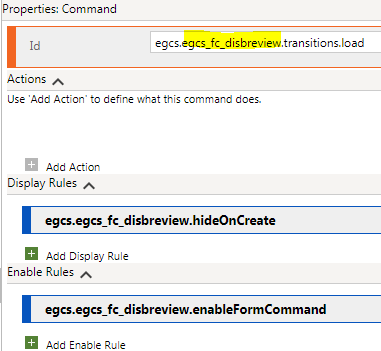 Properties: Command
Id
egcs.egcs_fc_disbreview.transitions.load
Actions
Use 'Add Action' to define what this command does.
Add Action
Display Rules
egcs.egcs_fc_disbreview.hideOnCreate
Add Display Rule
Enable Rules
egcs.egcs_fc_disbreview.enableFormCommand
Add Enable Rule